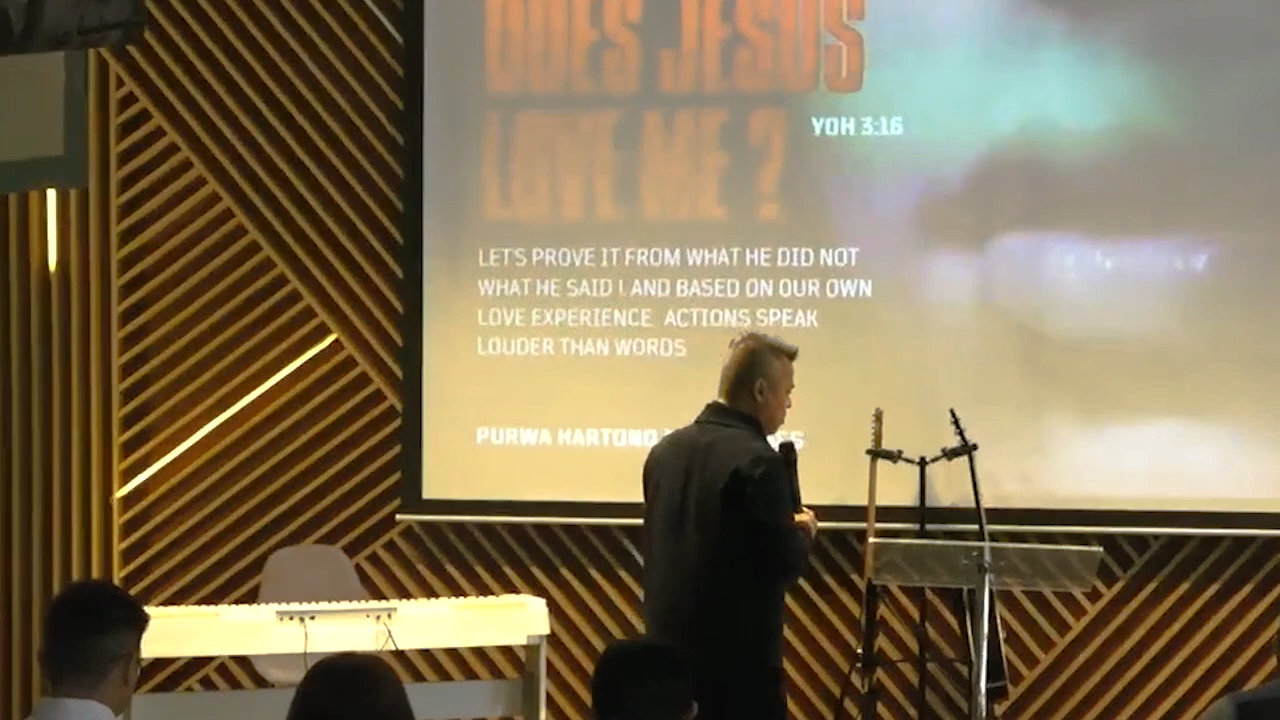 DOES JESUS
LOVE ME ?
YOH 3:16
LET'S PROVE IT FROM WHAT HE DID NOT
WHAT HE SAID ! AND BASED ON OUR OWN
LOVE EXPERIENCE ACTIONS SPEAK
LOUDER THAN WORDS
PURWA HARTONO